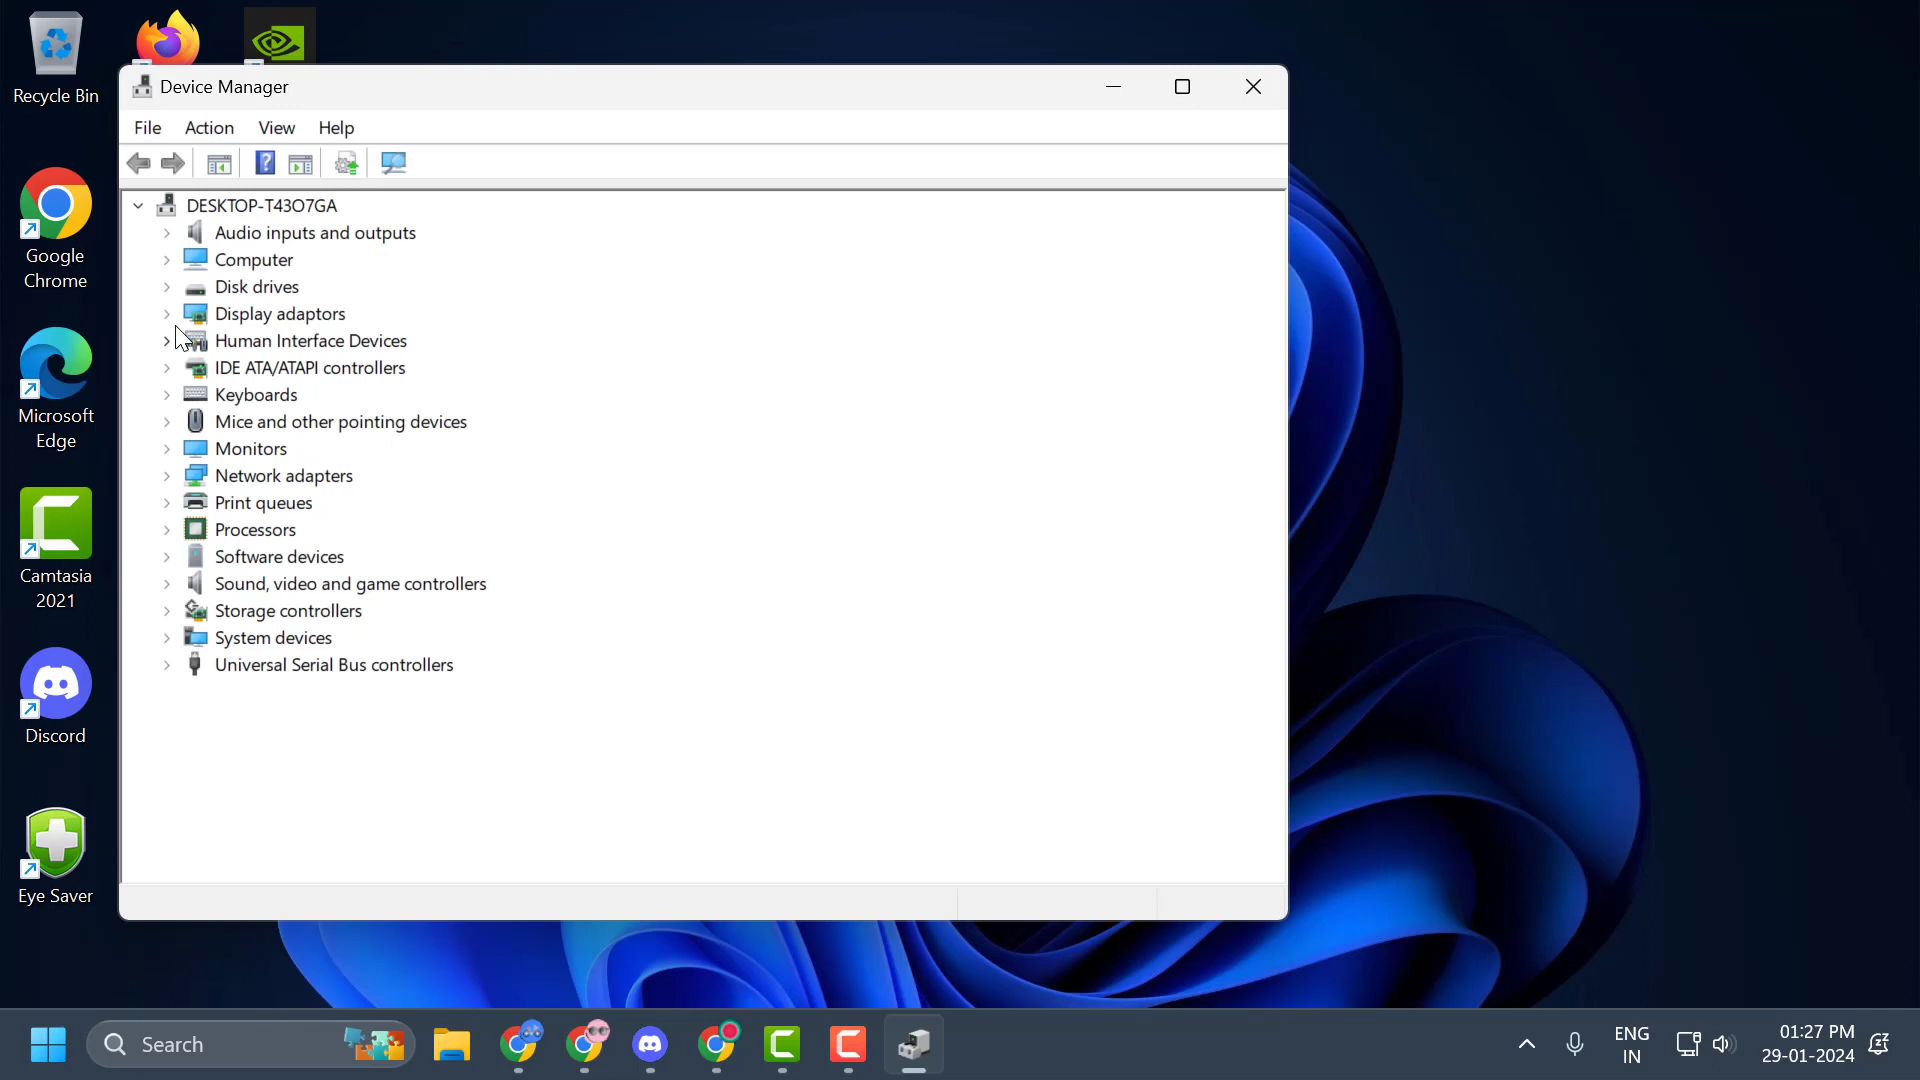 Recycle Bin
Device Manager
File Action View Help
DESKTOP-T43O7GA
Audio inputs and outputs
Computer
Disk drives
Display adaptors
Human Interface Devices
IDE ATA/ATAPI controllers
Keyboards
Mice and other pointing devices
Monitors
Network adapters
Print queues
Processors
Software devices
Sound, video and game controllers
Storage controllers
System devices
Universal Serial Bus controllers
Google
Chrome
Microsoft
Edge
Camtasia
2021
Discord
Eye Saver
Search
ENG
IN
01:27 PM
29-01-2024